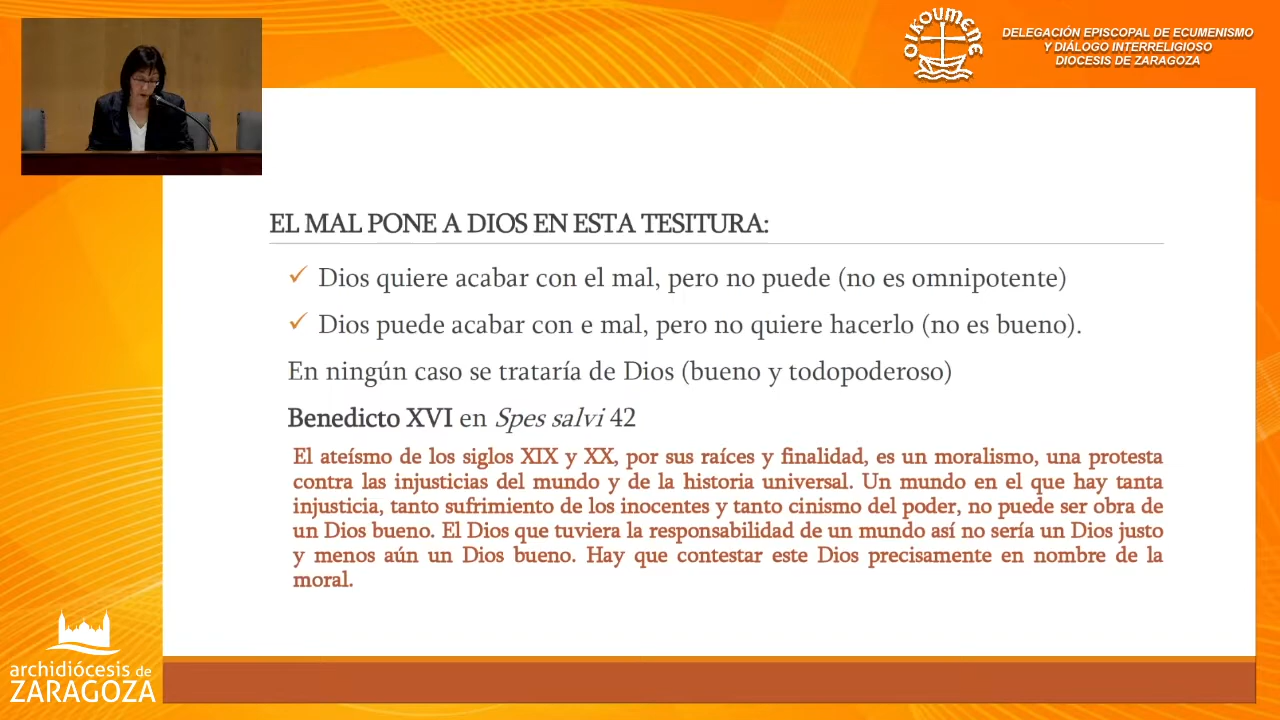 OIKOUMENE
DELEGACIÓN EPISCOPAL DE ECUMENISMO
Y DIÁLOGO INTERRELIGIOSO
DIOCESIS DE ZARAGOZA
EL MAL PONE A DIOS EN ESTA TESITURA:
✓ Dios quiere acabar con el mal, pero no puede (no es omnipotente)
✓ Dios puede acabar con e mal, pero no quiere hacerlo (no es bueno).
En ningún caso se trataría de Dios (bueno y todopoderoso)
Benedicto XVI en Spes salvi 42
El ateísmo de los siglos XIX y XX, por sus raíces y finalidad, es un moralismo, una protesta
contra las injusticias del mundo y de la historia universal. Un mundo en el que hay tanta
injusticia, tanto sufrimiento de los inocentes y tanto cinismo del poder, no puede ser obra de
un Dios bueno. El Dios que tuviera la responsabilidad de un mundo así no sería un Dios justo
y menos aún un Dios bueno. Hay que contestar este Dios precisamente en nombre de la
moral.
archidiócesis de
ZARAGOZA